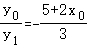 y₀/y₁ = -(5+2x₀)/3